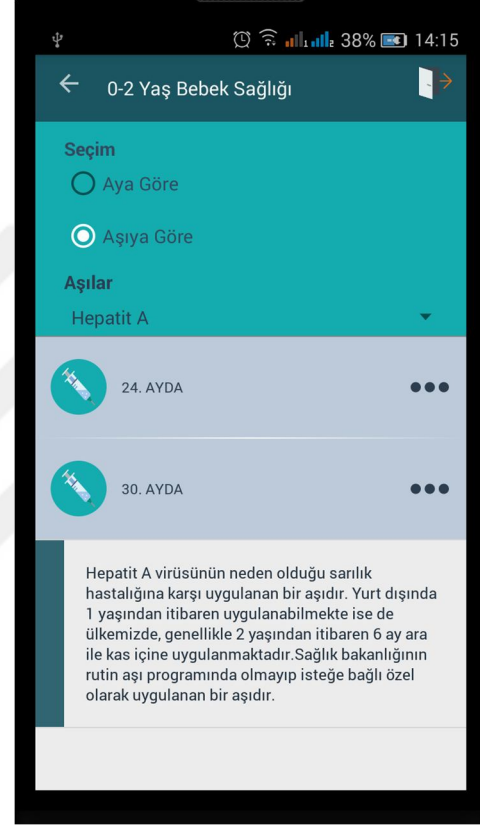 38% 14:15
0-2 Yaş Bebek Sağlığı
Seçim
Aya Göre
Aşıya Göre
Aşılar
Hepatit A
24. AYDA
30. AYDA
Hepatit A virüsünün neden olduğu sarılık
hastalığına karşı uygulanan bir aşıdır. Yurt dışında
1 yaşından itibaren uygulanabilmekte ise de
ülkemizde, genellikle 2 yaşından itibaren 6 ay ara
ile kas içine uygulanmaktadır.Sağlık bakanlığının
rutin aşı programında olmayıp isteğe bağlı özel
olarak uygulanan bir aşıdır.